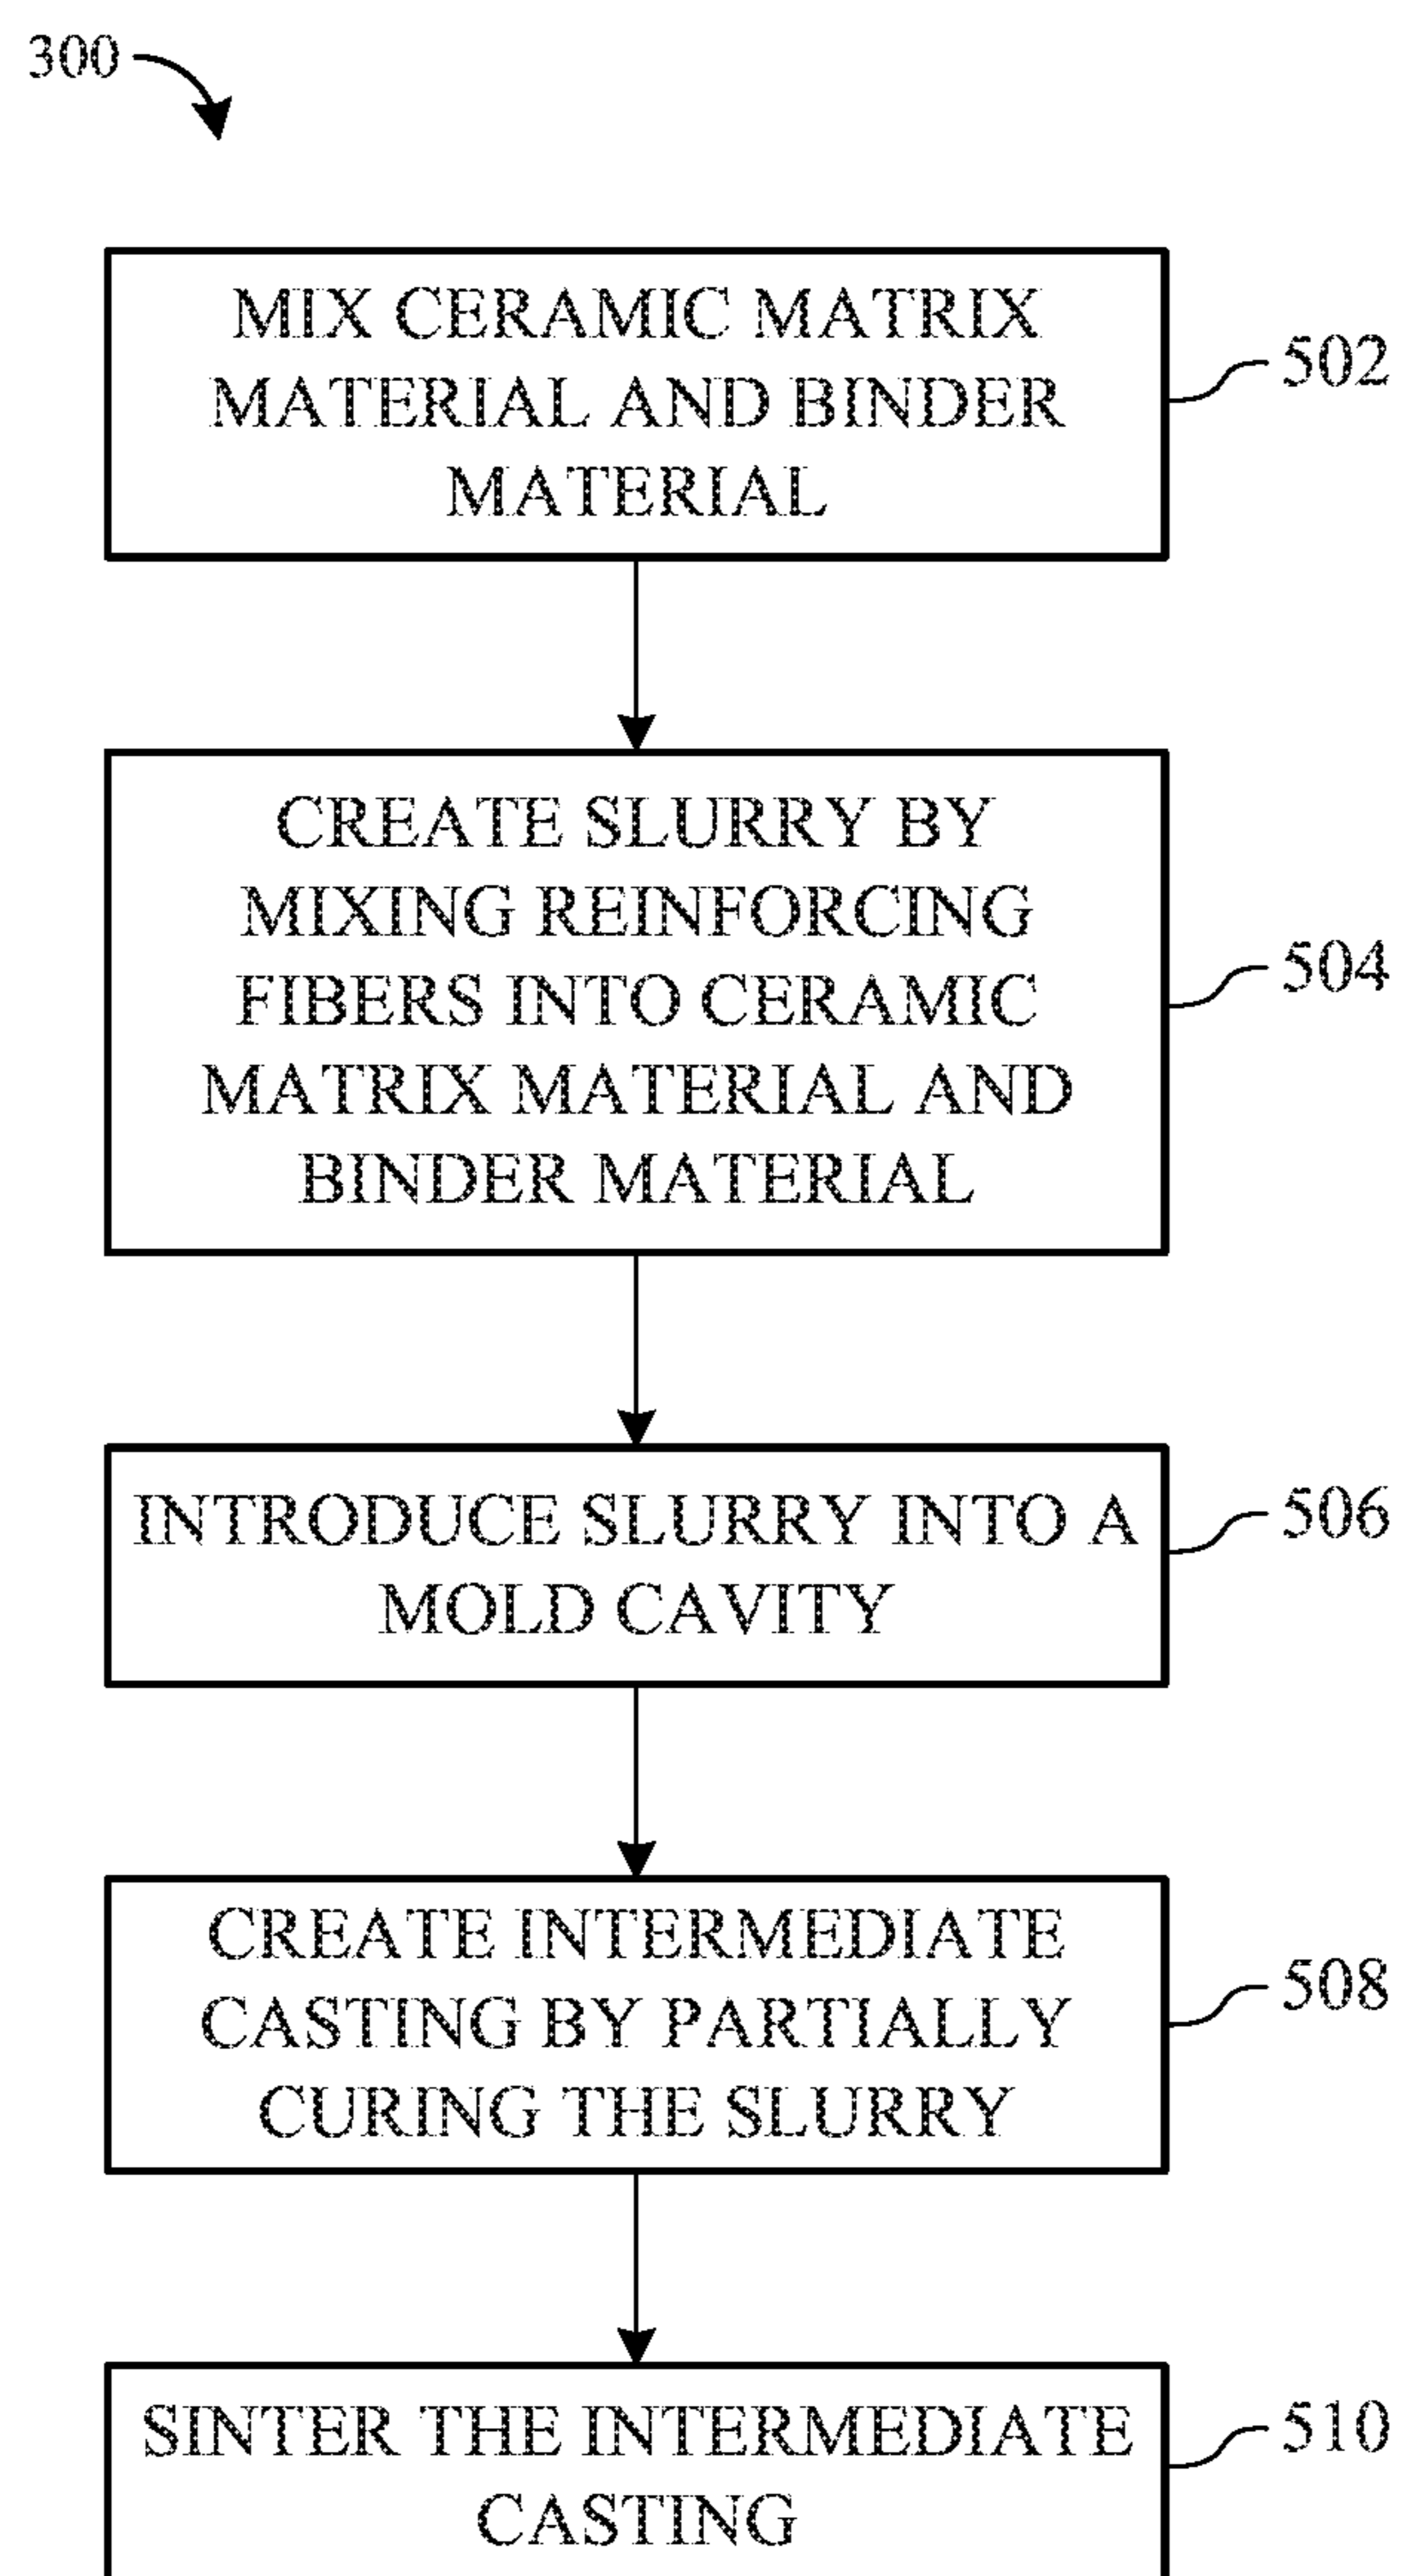 300
MIX CERAMIC MATRIX
MATERIAL AND BINDER
MATERIAL
502
CREATE SLURRY BY
MIXING REINFORCING
FIBERS INTO CERAMIC
MATRIX MATERIAL AND
BINDER MATERIAL
504
INTRODUCE SLURRY INTO A
MOLD CAVITY
506
CREATE INTERMEDIATE
CASTING BY PARTIALLY
CURING THE SLURRY
508
SINTER THE INTERMEDIATE
CASTING
510